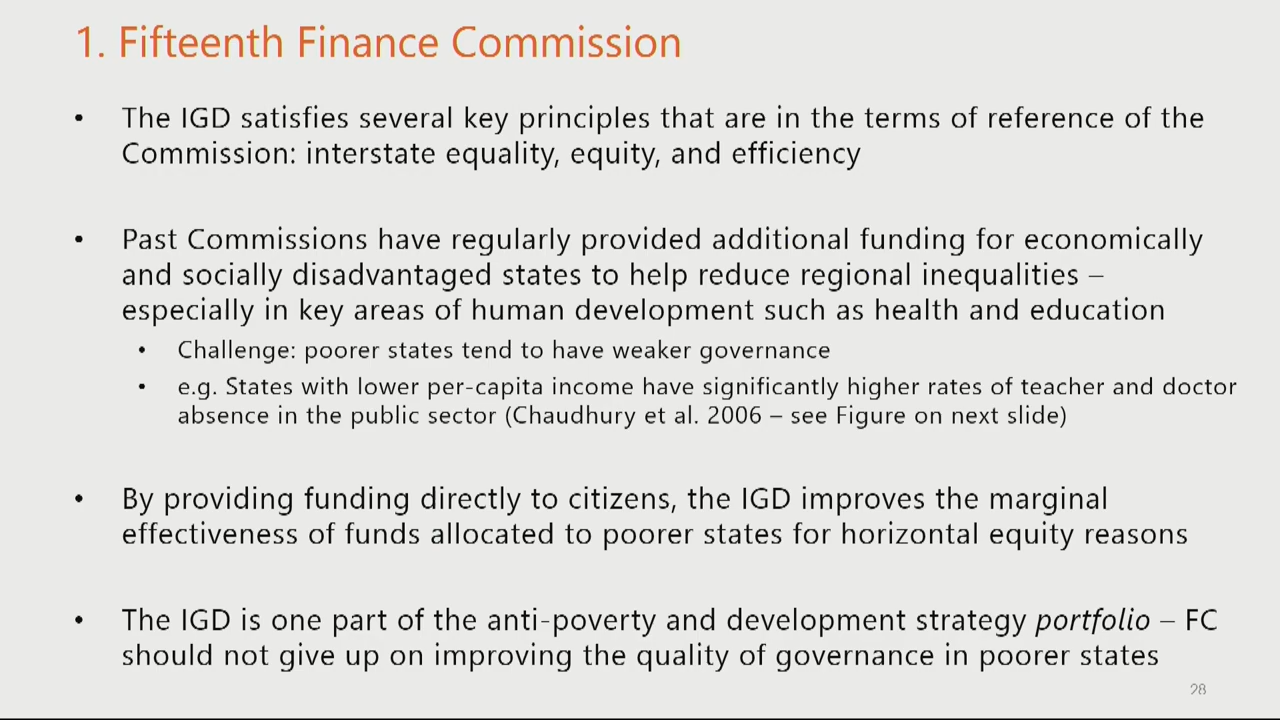 1. Fifteenth Finance Commission
• The IGD satisfies several key principles that are in the terms of reference of the
Commission: interstate equality, equity, and efficiency
• Past Commissions have regularly provided additional funding for economically
and socially disadvantaged states to help reduce regional inequalities –
especially in key areas of human development such as health and education
• Challenge: poorer states tend to have weaker governance
• e.g. States with lower per-capita income have significantly higher rates of teacher and doctor
absence in the public sector (Chaudhury et al. 2006 – see Figure on next slide)
• By providing funding directly to citizens, the IGD improves the marginal
effectiveness of funds allocated to poorer states for horizontal equity reasons
• The IGD is one part of the anti-poverty and development strategy portfolio – FC
should not give up on improving the quality of governance in poorer states
28